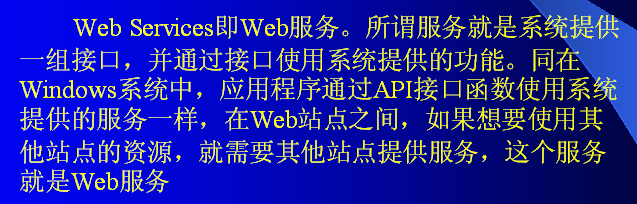 Web Services即Web服务。所谓服务就是系统提供
一组接口，并通过接口使用系统提供的功能。同在
Windows系统中，应用程序通过API接口函数使用系统
提供的服务一样，在Web站点之间，如果想要使用其
他站点的资源，就需要其他站点提供服务，这个服务
就是Web服务